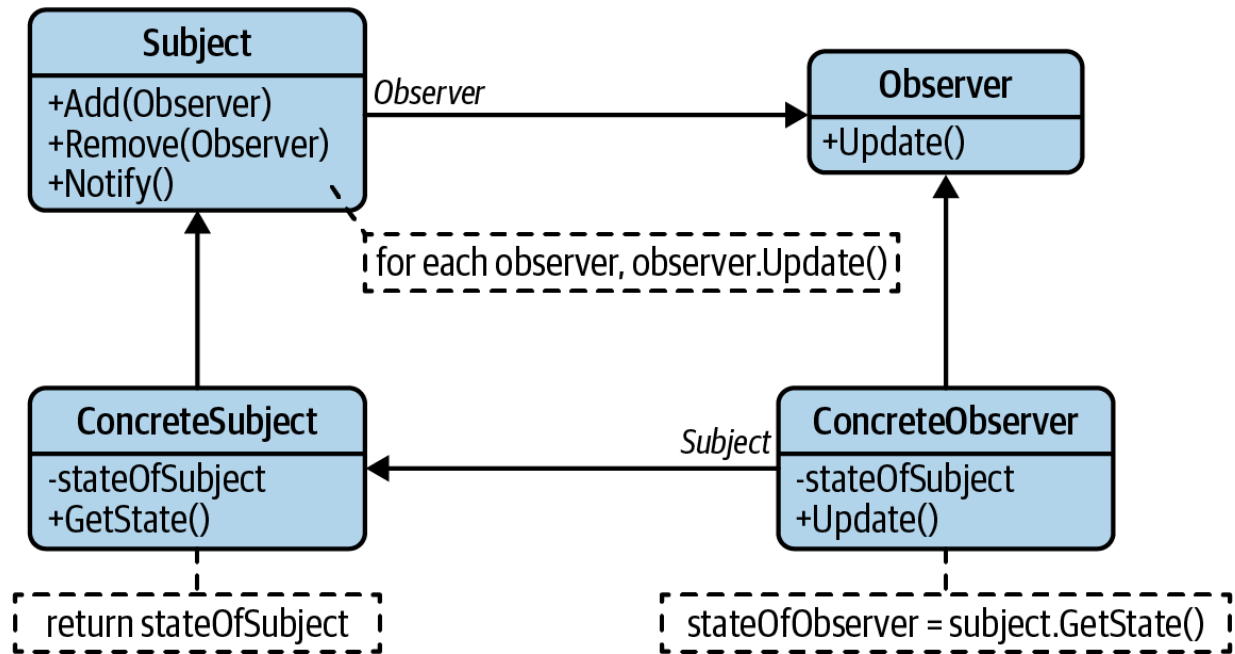 Subject
+Add(Observer)
+Remove(Observer)
+Notify()
Observer
Observer
+Update()
for each observer, observer.Update()
ConcreteSubject
-stateOfSubject
+GetState()
Subject
ConcreteObserver
-stateOfSubject
+Update()
return stateOfSubject
stateOfObserver = subject.GetState()